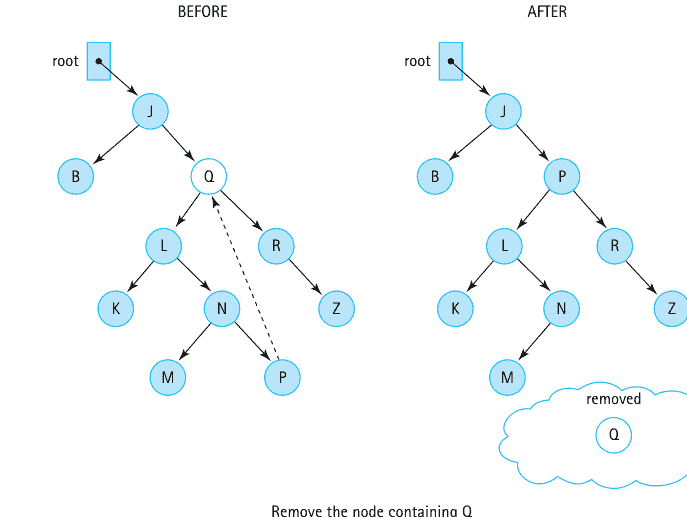 BEFORE
AFTER
root
root
J
J
B
Q
B
P
L
R
L
R
K
N
Z
K
N
Z
M
P
M
removed
Q
Remove the node containing Q